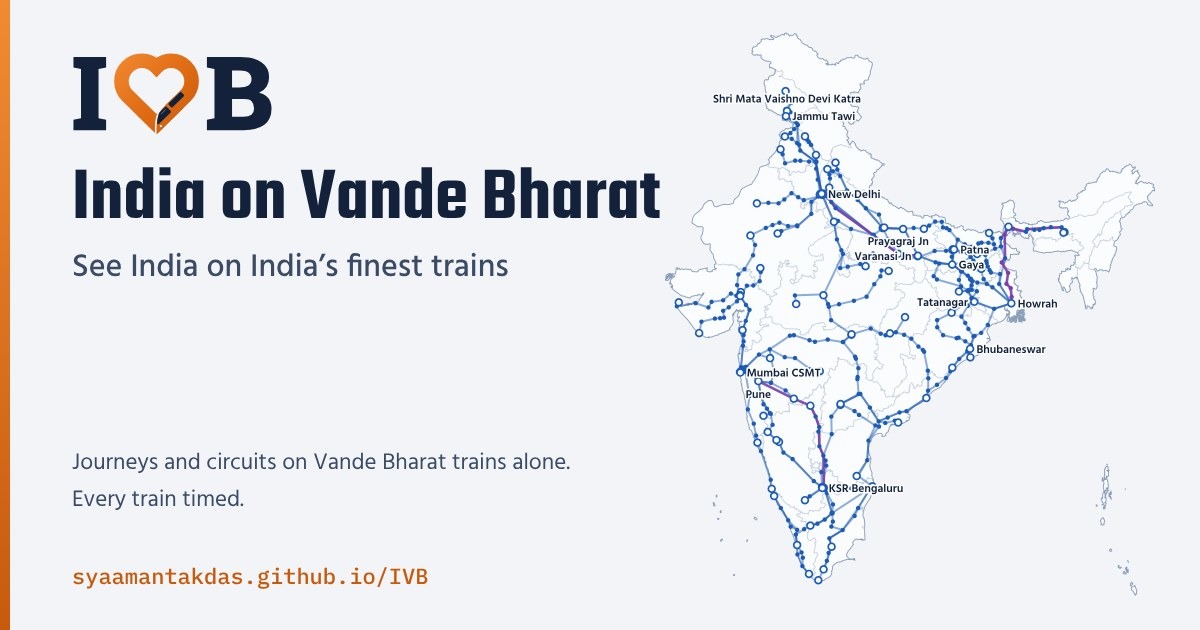 I B
India on Vande Bharat
See India on India’s finest trains
Journeys and circuits on Vande Bharat trains alone.
Every train timed.
syaamantakdas.github.io/IVB
Shri Mata Vaishno Devi Katra
Jammu Tawi
New Delhi
Prayagraj Jn
Patna
Varanasi Jn
Gaya
Tatanagar
Howrah
Bhubaneswar
Mumbai CSMT
Pune
KSR Bengaluru